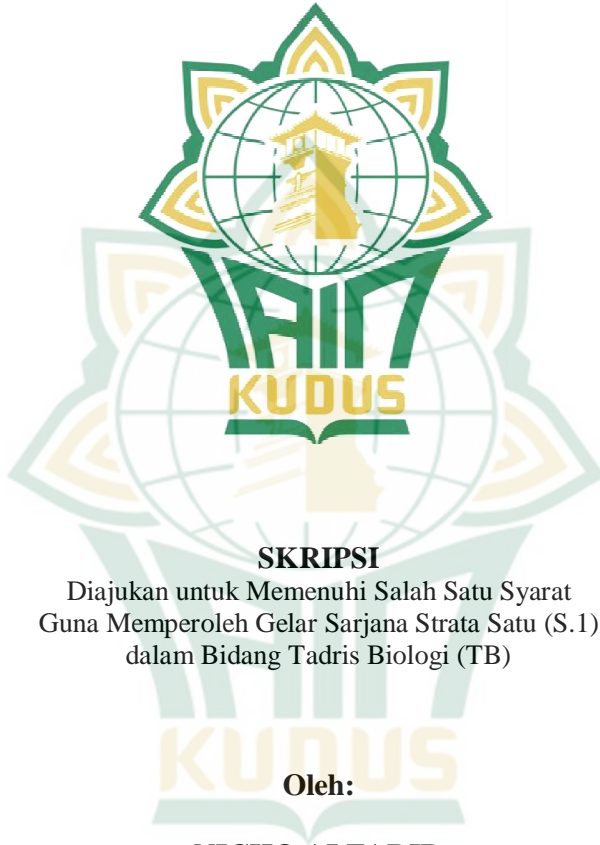 IAIN
KUDUS
SKRIPSI
Diajukan untuk Memenuhi Salah Satu Syarat
Guna Memperoleh Gelar Sarjana Strata Satu (S.1)
dalam Bidang Tadris Biologi (TB)
Oleh: